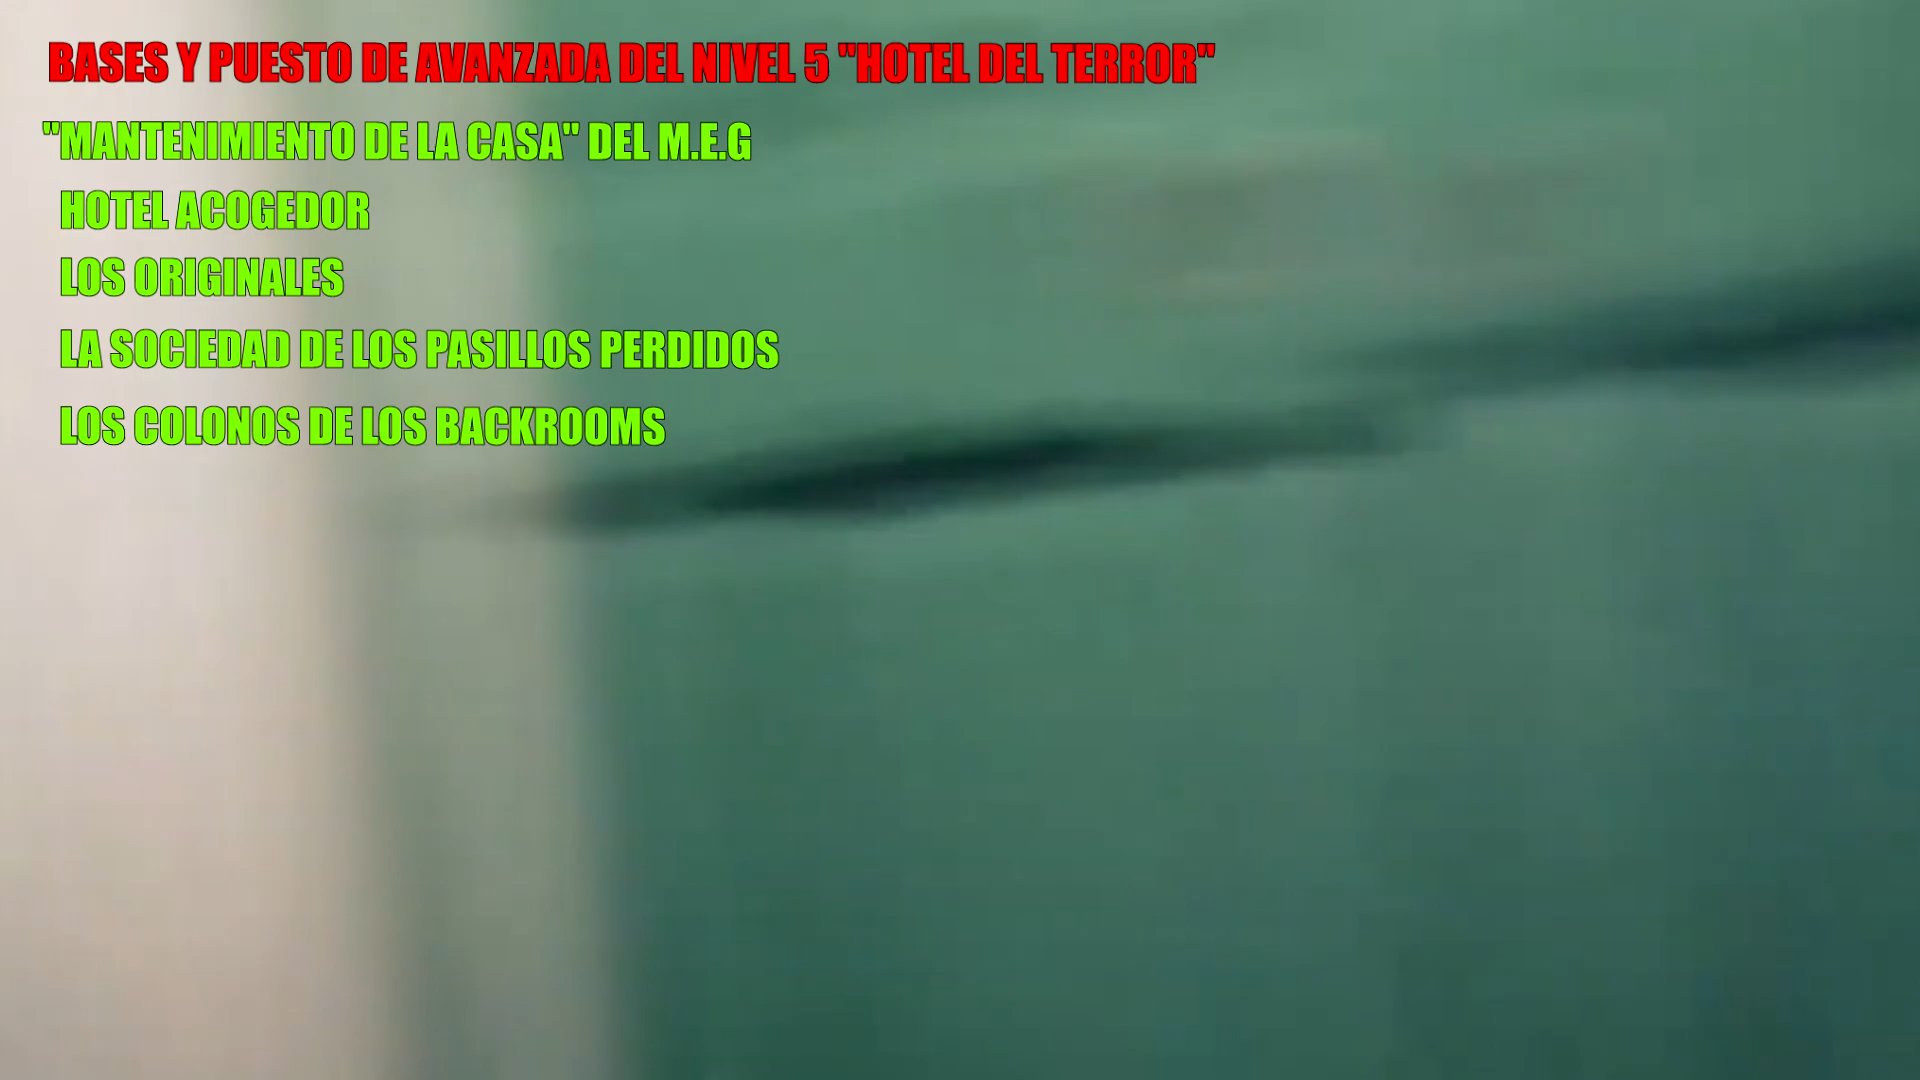 BASES Y PUESTO DE AVANZADA DEL NIVEL 5 "HOTEL DEL TERROR"
"MANTENIMIENTO DE LA CASA" DEL M.E.G
HOTEL ACOGEDOR
LOS ORIGINALES
LA SOCIEDAD DE LOS PASILLOS PERDIDOS
LOS COLONOS DE LOS BACKROOMS